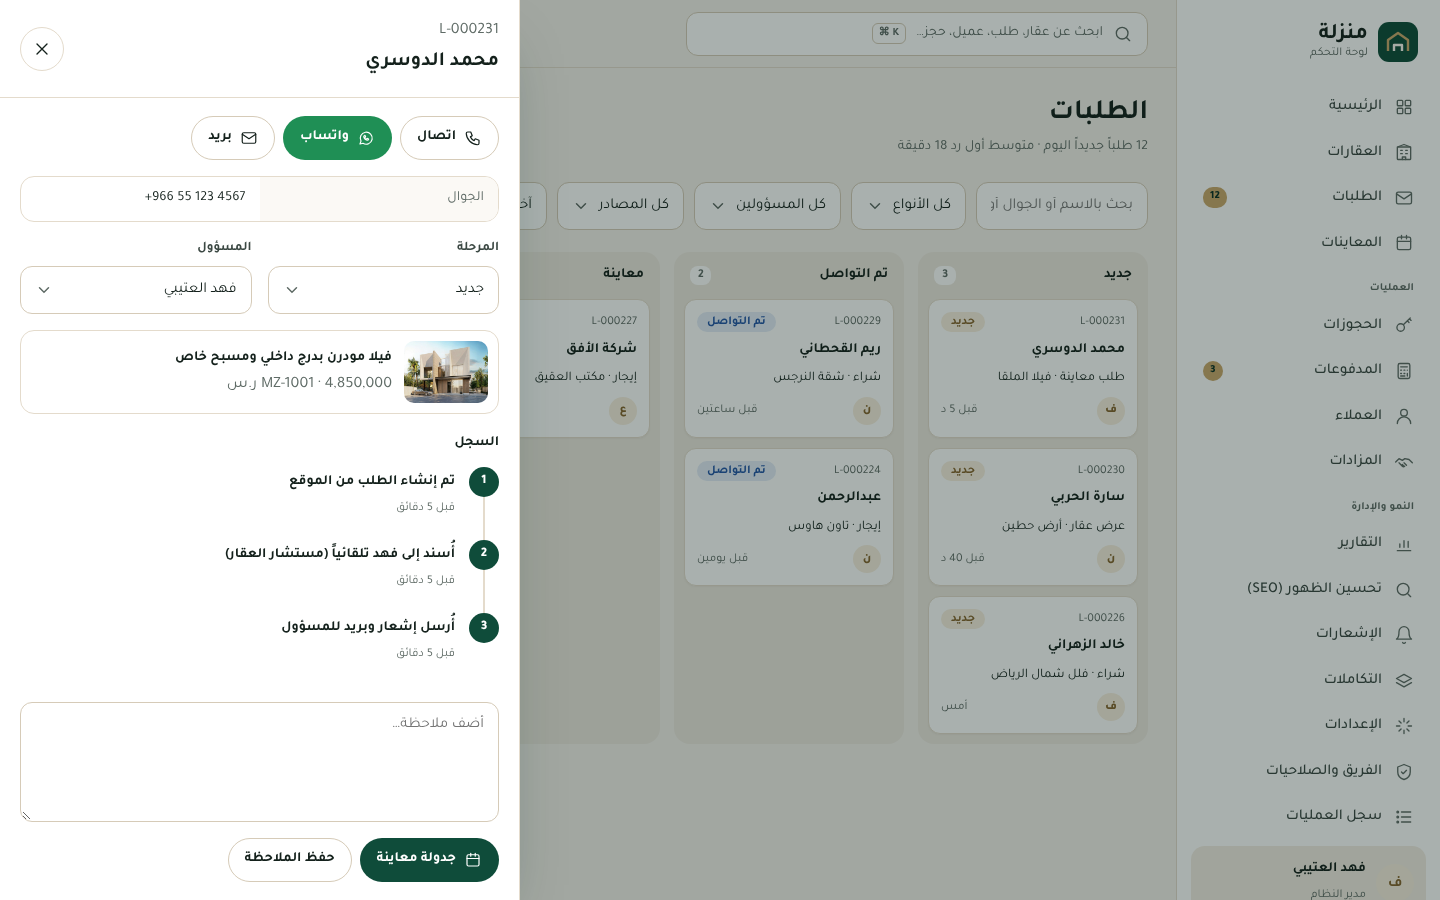 L-000231
محمد الدوسري
اتصال
واتساب
بريد
الجوال
+966 55 123 4567
المرحلة
المسؤول
جديد
فهد العتيبي
فيلا مودرن بدرج داخلي ومسبح خاص
MZ-1001 · 4,850,000 ر.س
السجل
1
تم إنشاء الطلب من الموقع
قبل 5 دقائق
2
أُسند إلى فهد تلقائياً (مستشار العقار)
قبل 5 دقائق
3
أُرسل إشعار وبريد للمسؤول
قبل 5 دقائق
أضف ملاحظة…
جدولة معاينة
حفظ الملاحظة
منزلة
لوحة التحكم
الرئيسية
العقارات
الطلبات
12
المعاينات
العمليات
الحجوزات
المدفوعات
3
العملاء
المزادات
النمو والإدارة
التقارير
تحسين الظهور (SEO)
الإشعارات
التكاملات
الإعدادات
الفريق والصلاحيات
سجل العمليات
ف
فهد العتيبي
مدير النظام
ابحث عن عقار، طلب، عميل، حجز…
⌘ K
الطلبات
12 طلباً جديداً اليوم · متوسط أول رد 18 دقيقة
بحث بالاسم أو الجوال أو
كل الأنواع
كل المسؤولين
كل المصادر
جديد
3
L-000231
جديد
محمد الدوسري
طلب معاينة · فيلا الملقا
ف
قبل 5 د
L-000230
جديد
سارة الحربي
عرض عقار · أرض حطين
ن
قبل 40 د
L-000226
جديد
خالد الزهراني
شراء · فلل شمال الرياض
ف
أمس
تم التواصل
2
L-000229
تم التواصل
ريم القحطاني
شراء · شقة النرجس
ن
قبل ساعتين
L-000224
تم التواصل
عبدالرحمن
إيجار · تاون هاوس
ن
قبل يومين
معاينة
L-000227
شركة الأفق
إيجار · مكتب العقيق
ع